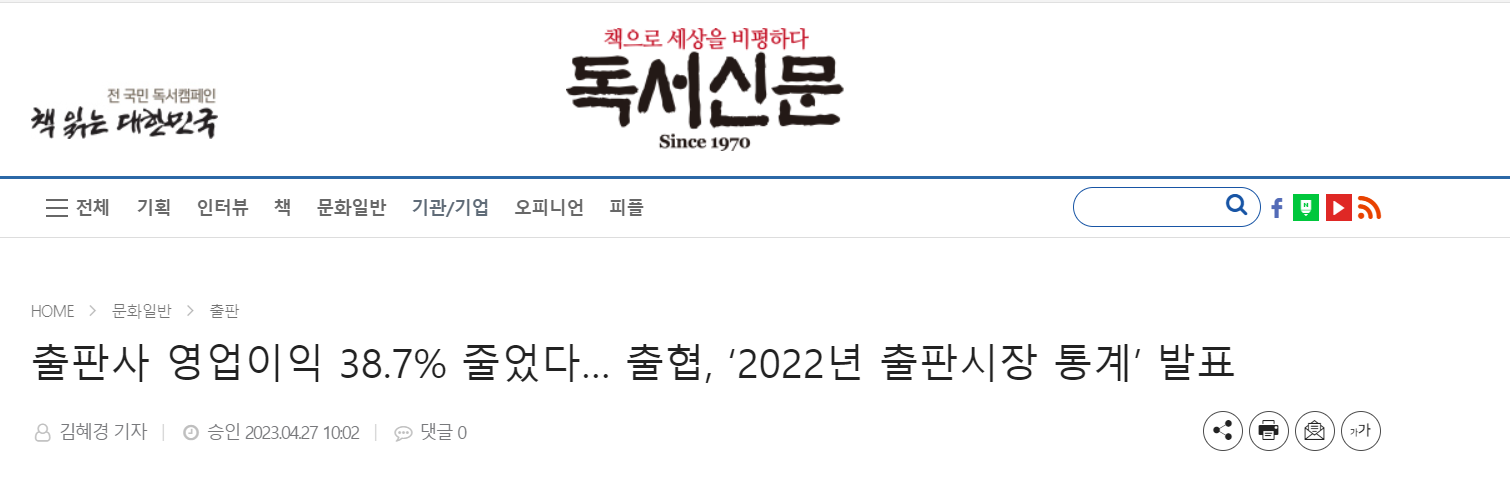 책으로 세상을 비평하다
독서신문
Since 1970
전 국민 독서캠페인
책 읽는 대한민국
전체 기획 인터뷰 책 문화일반 기관/기업 오피니언 피플
HOME > 문화일반 > 출판
출판사 영업이익 38.7% 줄었다... 출협, ‘2022년 출판시장 통계’ 발표
김혜경 기자 | 승인 2023.04.27 10:02 | 댓글 0
가가